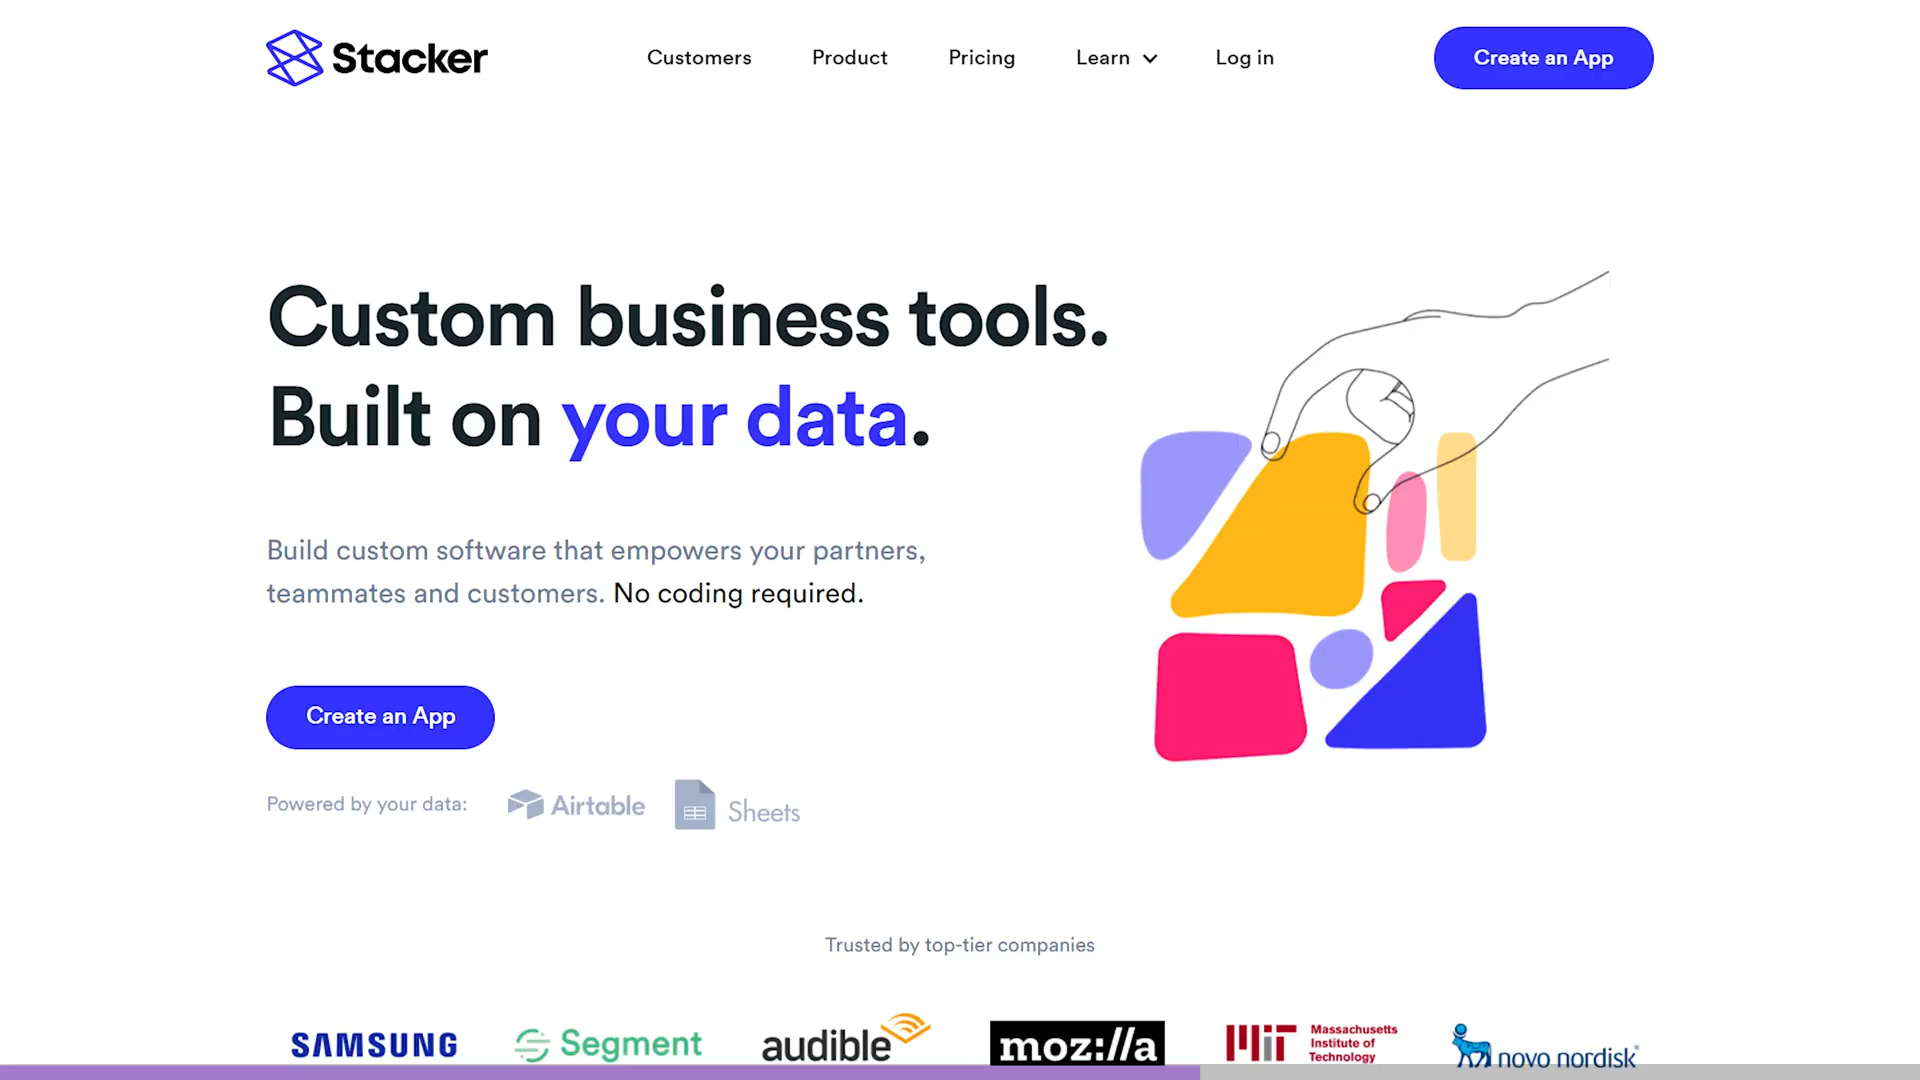 Stacker
Customers
Product
Pricing
Learn
Log in
Create an App
Custom business tools.
Built on your data.
Build custom software that empowers your partners,
teammates and customers. No coding required.
Create an App
Powered by your data:
Airtable
Sheets
Trusted by top-tier companies
SAMSUNG
Segment
audible
moz://a
MIT
Massachusetts
Institute of
Technology
novo nordisk®